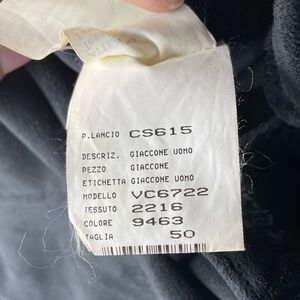 P.LANCIO CS615
DESCRIZ. GIACCONE UOMO
PEZZO GIACCONE
ETICHETTA GIACCONE UOMO
MODELLO VC6722
TESSUTO 2216
COLORE 9463
TAGLIA 50